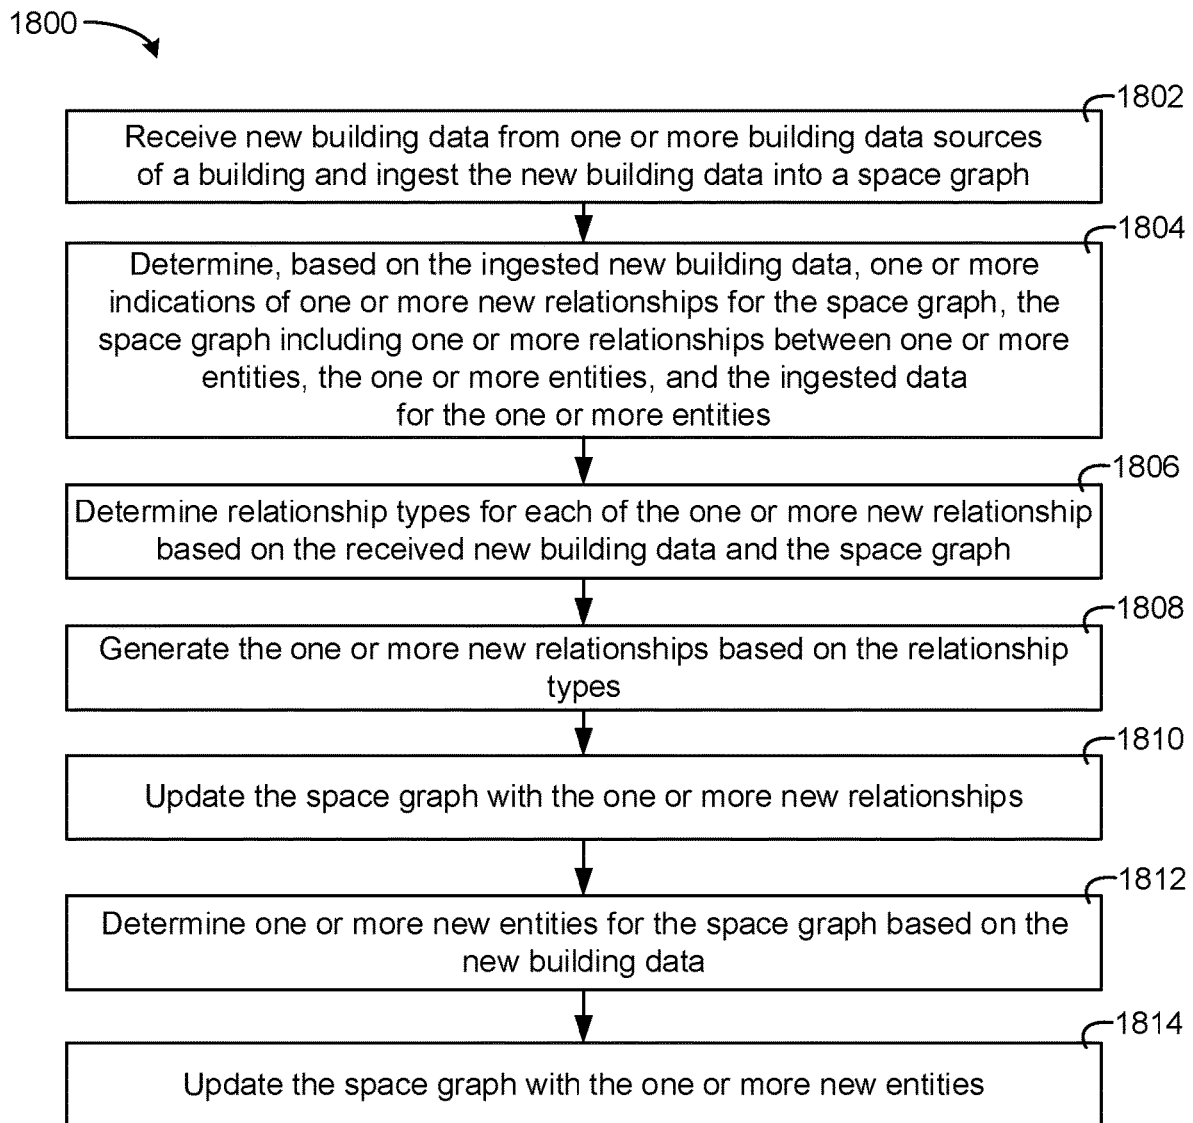 1800
1802
Receive new building data from one or more building data sources
of a building and ingest the new building data into a space graph
1804
Determine, based on the ingested new building data, one or more
indications of one or more new relationships for the space graph, the
space graph including one or more relationships between one or more
entities, the one or more entities, and the ingested data
for the one or more entities
1806
Determine relationship types for each of the one or more new relationship
based on the received new building data and the space graph
1808
Generate the one or more new relationships based on the relationship
types
1810
Update the space graph with the one or more new relationships
1812
Determine one or more new entities for the space graph based on the
new building data
1814
Update the space graph with the one or more new entities